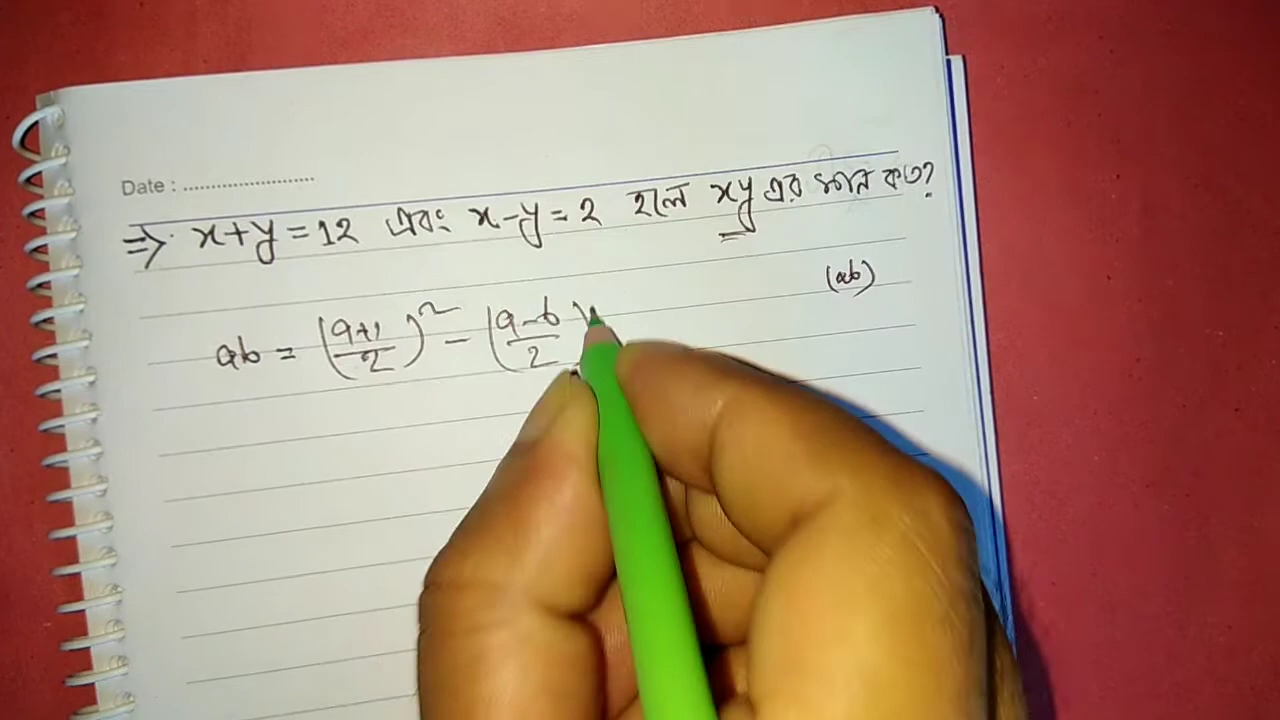 Date : ........................
=> x+y=12 এবং x-y=2 হলে xy এর মান কত?
(ab)
ab = (a+b/2)² - (a-b/2)